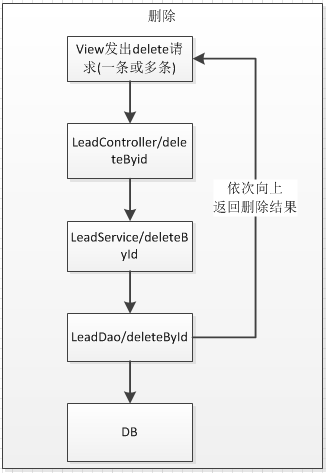 删除
View发出delete请
求(一条或多条)
LeadController/dele
teByid
LeadService/deleteB
yId
依次向上
返回删除结果
LeadDao/deleteById
DB